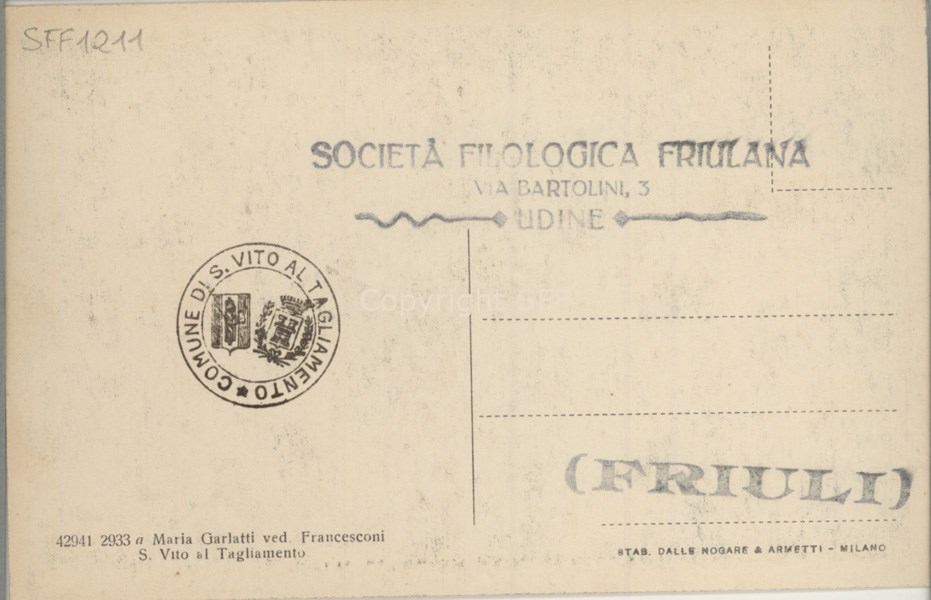 SFF1211
SOCIETÀ FILOLOGICA FRIULANA
VIA BARTOLINI, 3
UDINE
COMUNE DI S. VITO AL TAGLIAMENTO
Copyright SFF
(FRIULI)
42941 2933 a Maria Garlatti ved. Francesconi
S. Vito al Tagliamento
STAB. DALLE NOGARE & ARMETTI - MILANO